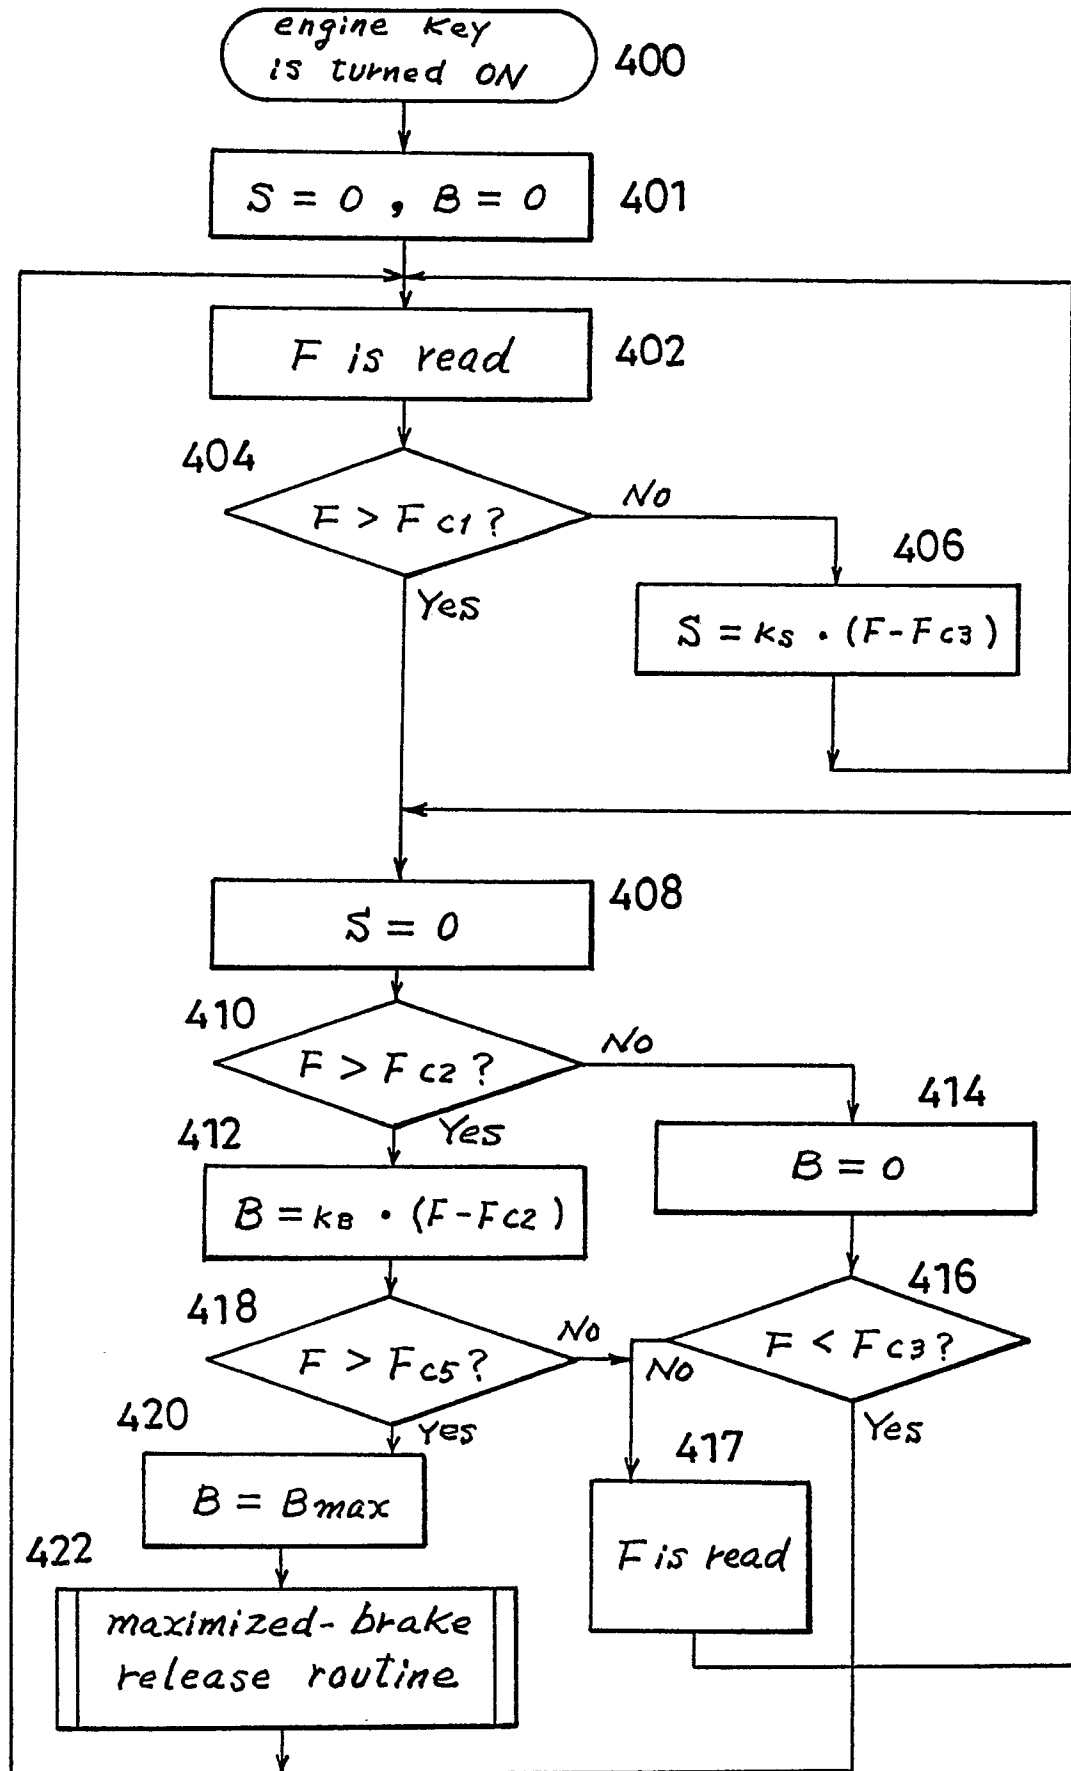 engine key
is turned ON
400
S = 0 , B = 0
401
F is read
402
404
F > Fc1 ?
No
Yes
406
S = ks · (F-Fc3)
S = 0
408
410
F > Fc2 ?
No
Yes
414
B = 0
412
B = kB · (F-Fc2)
416
F < Fc3 ?
No
Yes
418
F > Fc5 ?
No
Yes
417
F is read
420
B = Bmax
422
maximized-brake
release routine